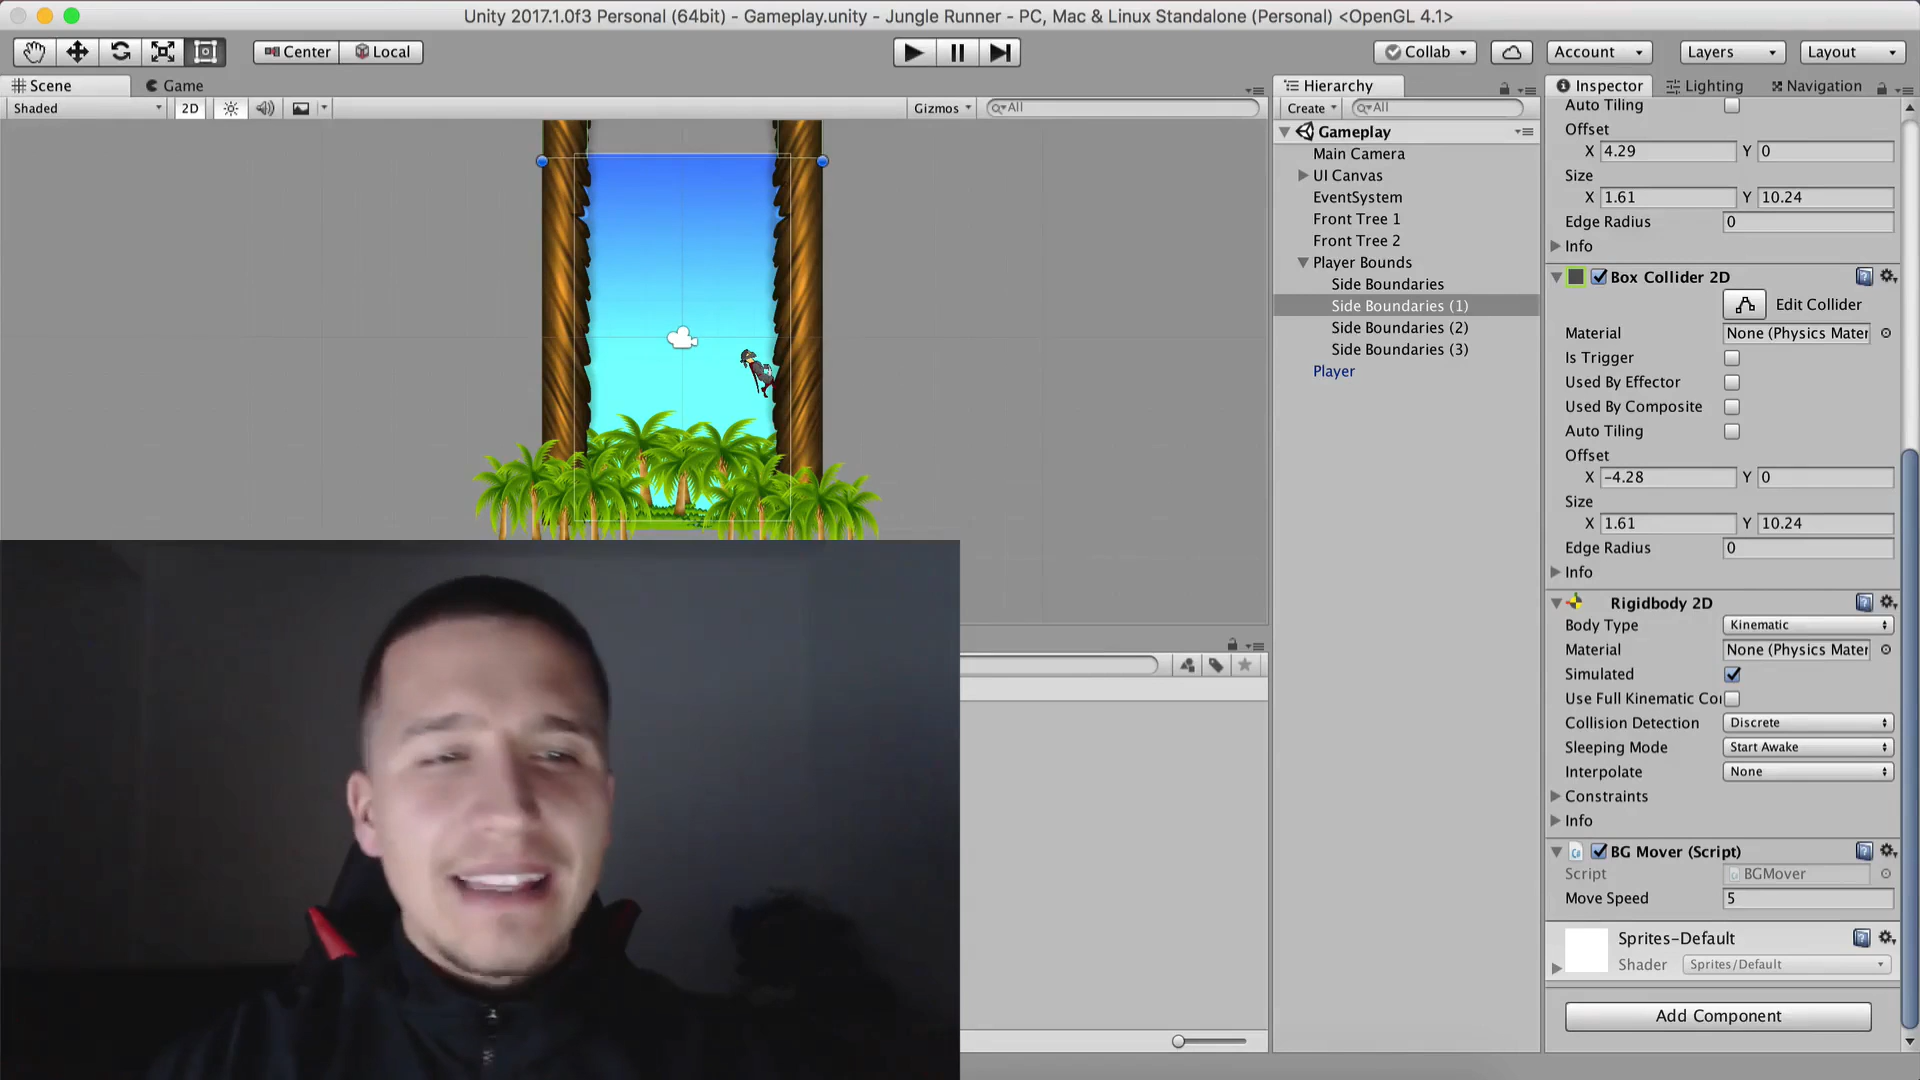 Unity 2017.1.0f3 Personal (64bit) - Gameplay.unity - Jungle Runner - PC, Mac & Linux Standalone (Personal) <OpenGL 4.1>
Center Local Collab Account Layers Layout
Scene Game Hierarchy Inspector Lighting Navigation
Shaded 2D Gizmos All Create All
Gameplay
Main Camera
UI Canvas
EventSystem
Front Tree 1
Front Tree 2
Player Bounds
Side Boundaries
Side Boundaries (1)
Side Boundaries (2)
Side Boundaries (3)
Player
Auto Tiling
Offset
X 4.29 Y 0
Size
X 1.61 Y 10.24
Edge Radius 0
Info
Box Collider 2D
Edit Collider
Material None (Physics Mater
Is Trigger
Used By Effector
Used By Composite
Auto Tiling
Offset
X -4.28 Y 0
Size
X 1.61 Y 10.24
Edge Radius 0
Info
Rigidbody 2D
Body Type Kinematic
Material None (Physics Mater
Simulated
Use Full Kinematic Co
Collision Detection Discrete
Sleeping Mode Start Awake
Interpolate None
Constraints
Info
BG Mover (Script)
Script BGMover
Move Speed 5
Sprites-Default
Shader Sprites/Default
Add Component